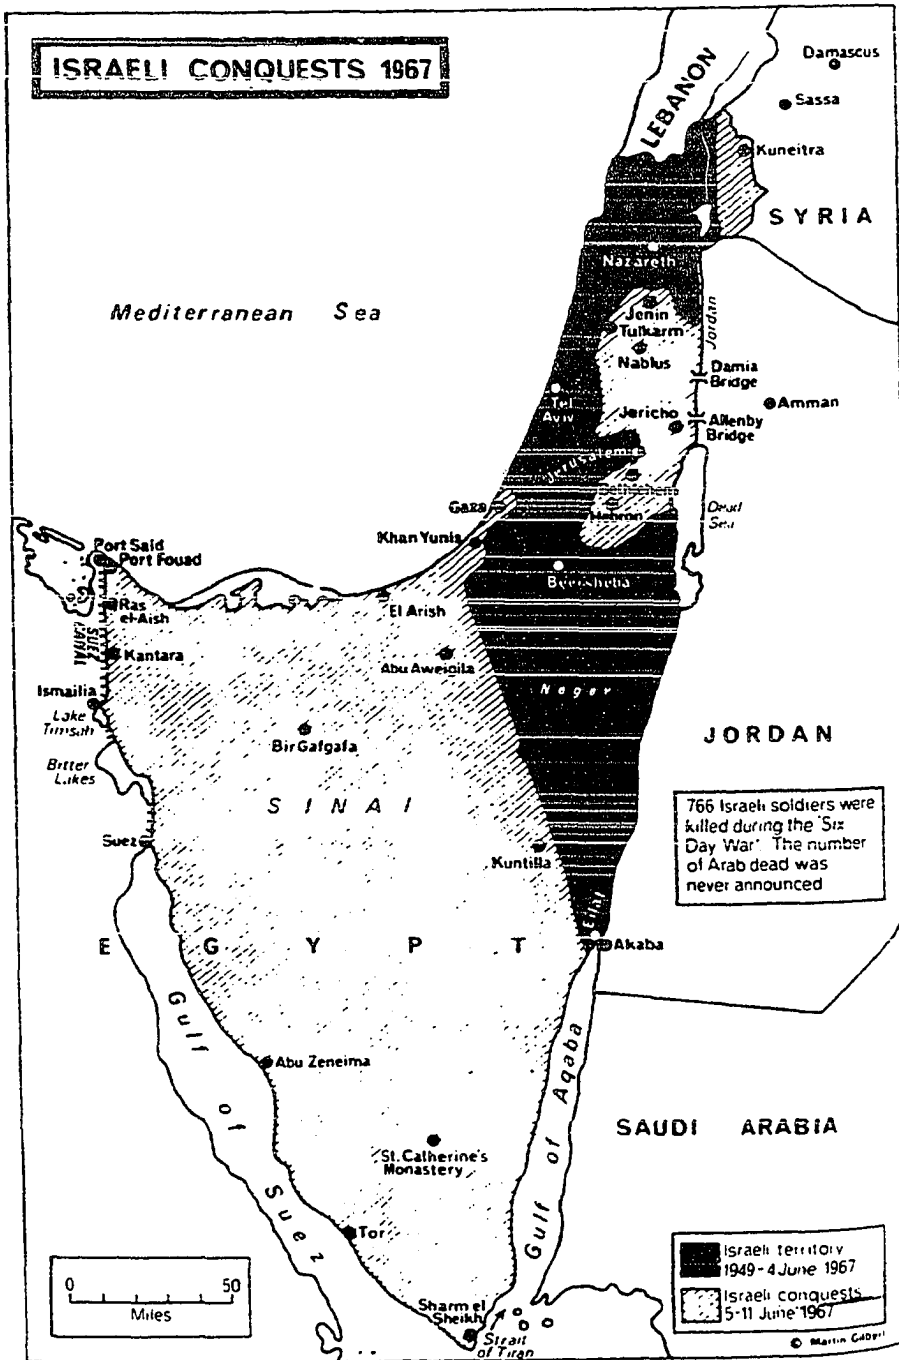 ISRAELI CONQUESTS 1967
LEBANON
Damascus
Sassa
Kuneitra
SYRIA
Nazareth
Mediterranean Sea
Jenin
Tulkarm
Nablus
Jordan
Damia
Bridge
Tel
Aviv
Jericho
Amman
Allenby
Bridge
Jerusalem
Bethlehem
Hebron
Dead
Sea
Gaza
Khan Yunis
Beersheba
Port Said
Port Fouad
Ras
el-Aish
SUEZ
CANAL
El Arish
Kantara
Abu Aweigila
Negev
Ismailia
Lake
Timsah
Bir Gafgafa
Bitter
Lakes
JORDAN
SINAI
766 Israeli soldiers were
killed during the 'Six
Day War'. The number
of Arab dead was
never announced
Suez
Kuntilla
Eilat
EGYPT
Akaba
Gulf of Suez
Gulf of Aqaba
Abu Zeneima
SAUDI ARABIA
St. Catherine's
Monastery
Tor
Israeli territory
1949-4 June 1967
Israeli conquests
5-11 June 1967
0 50
Miles
Sharm el
Sheikh
Strait
of Tiran
© Martin Gilbert